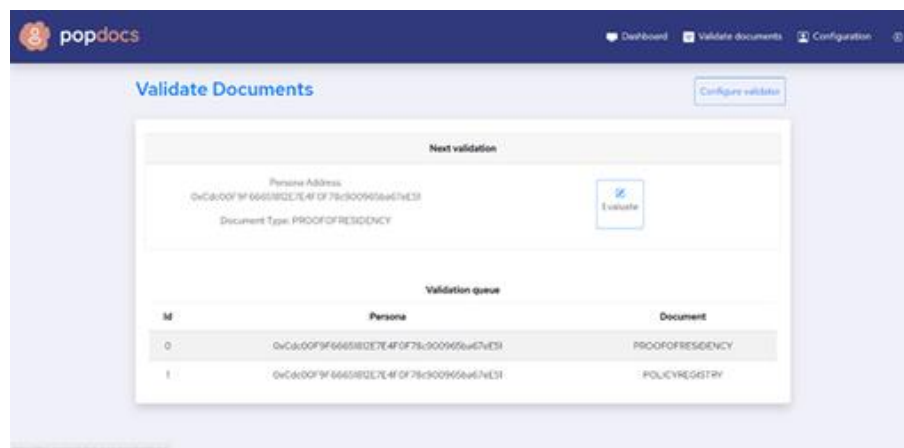 popdocs
Dashboard Validate documents Configuration
Validate Documents
Configure validator
Next validation
Persona Address
Document Type: PROOFOFRESIDENCY
Evaluate
Validation queue
Id Persona Document
0 PROOFOFRESIDENCY
1 POLICYREGISTRY